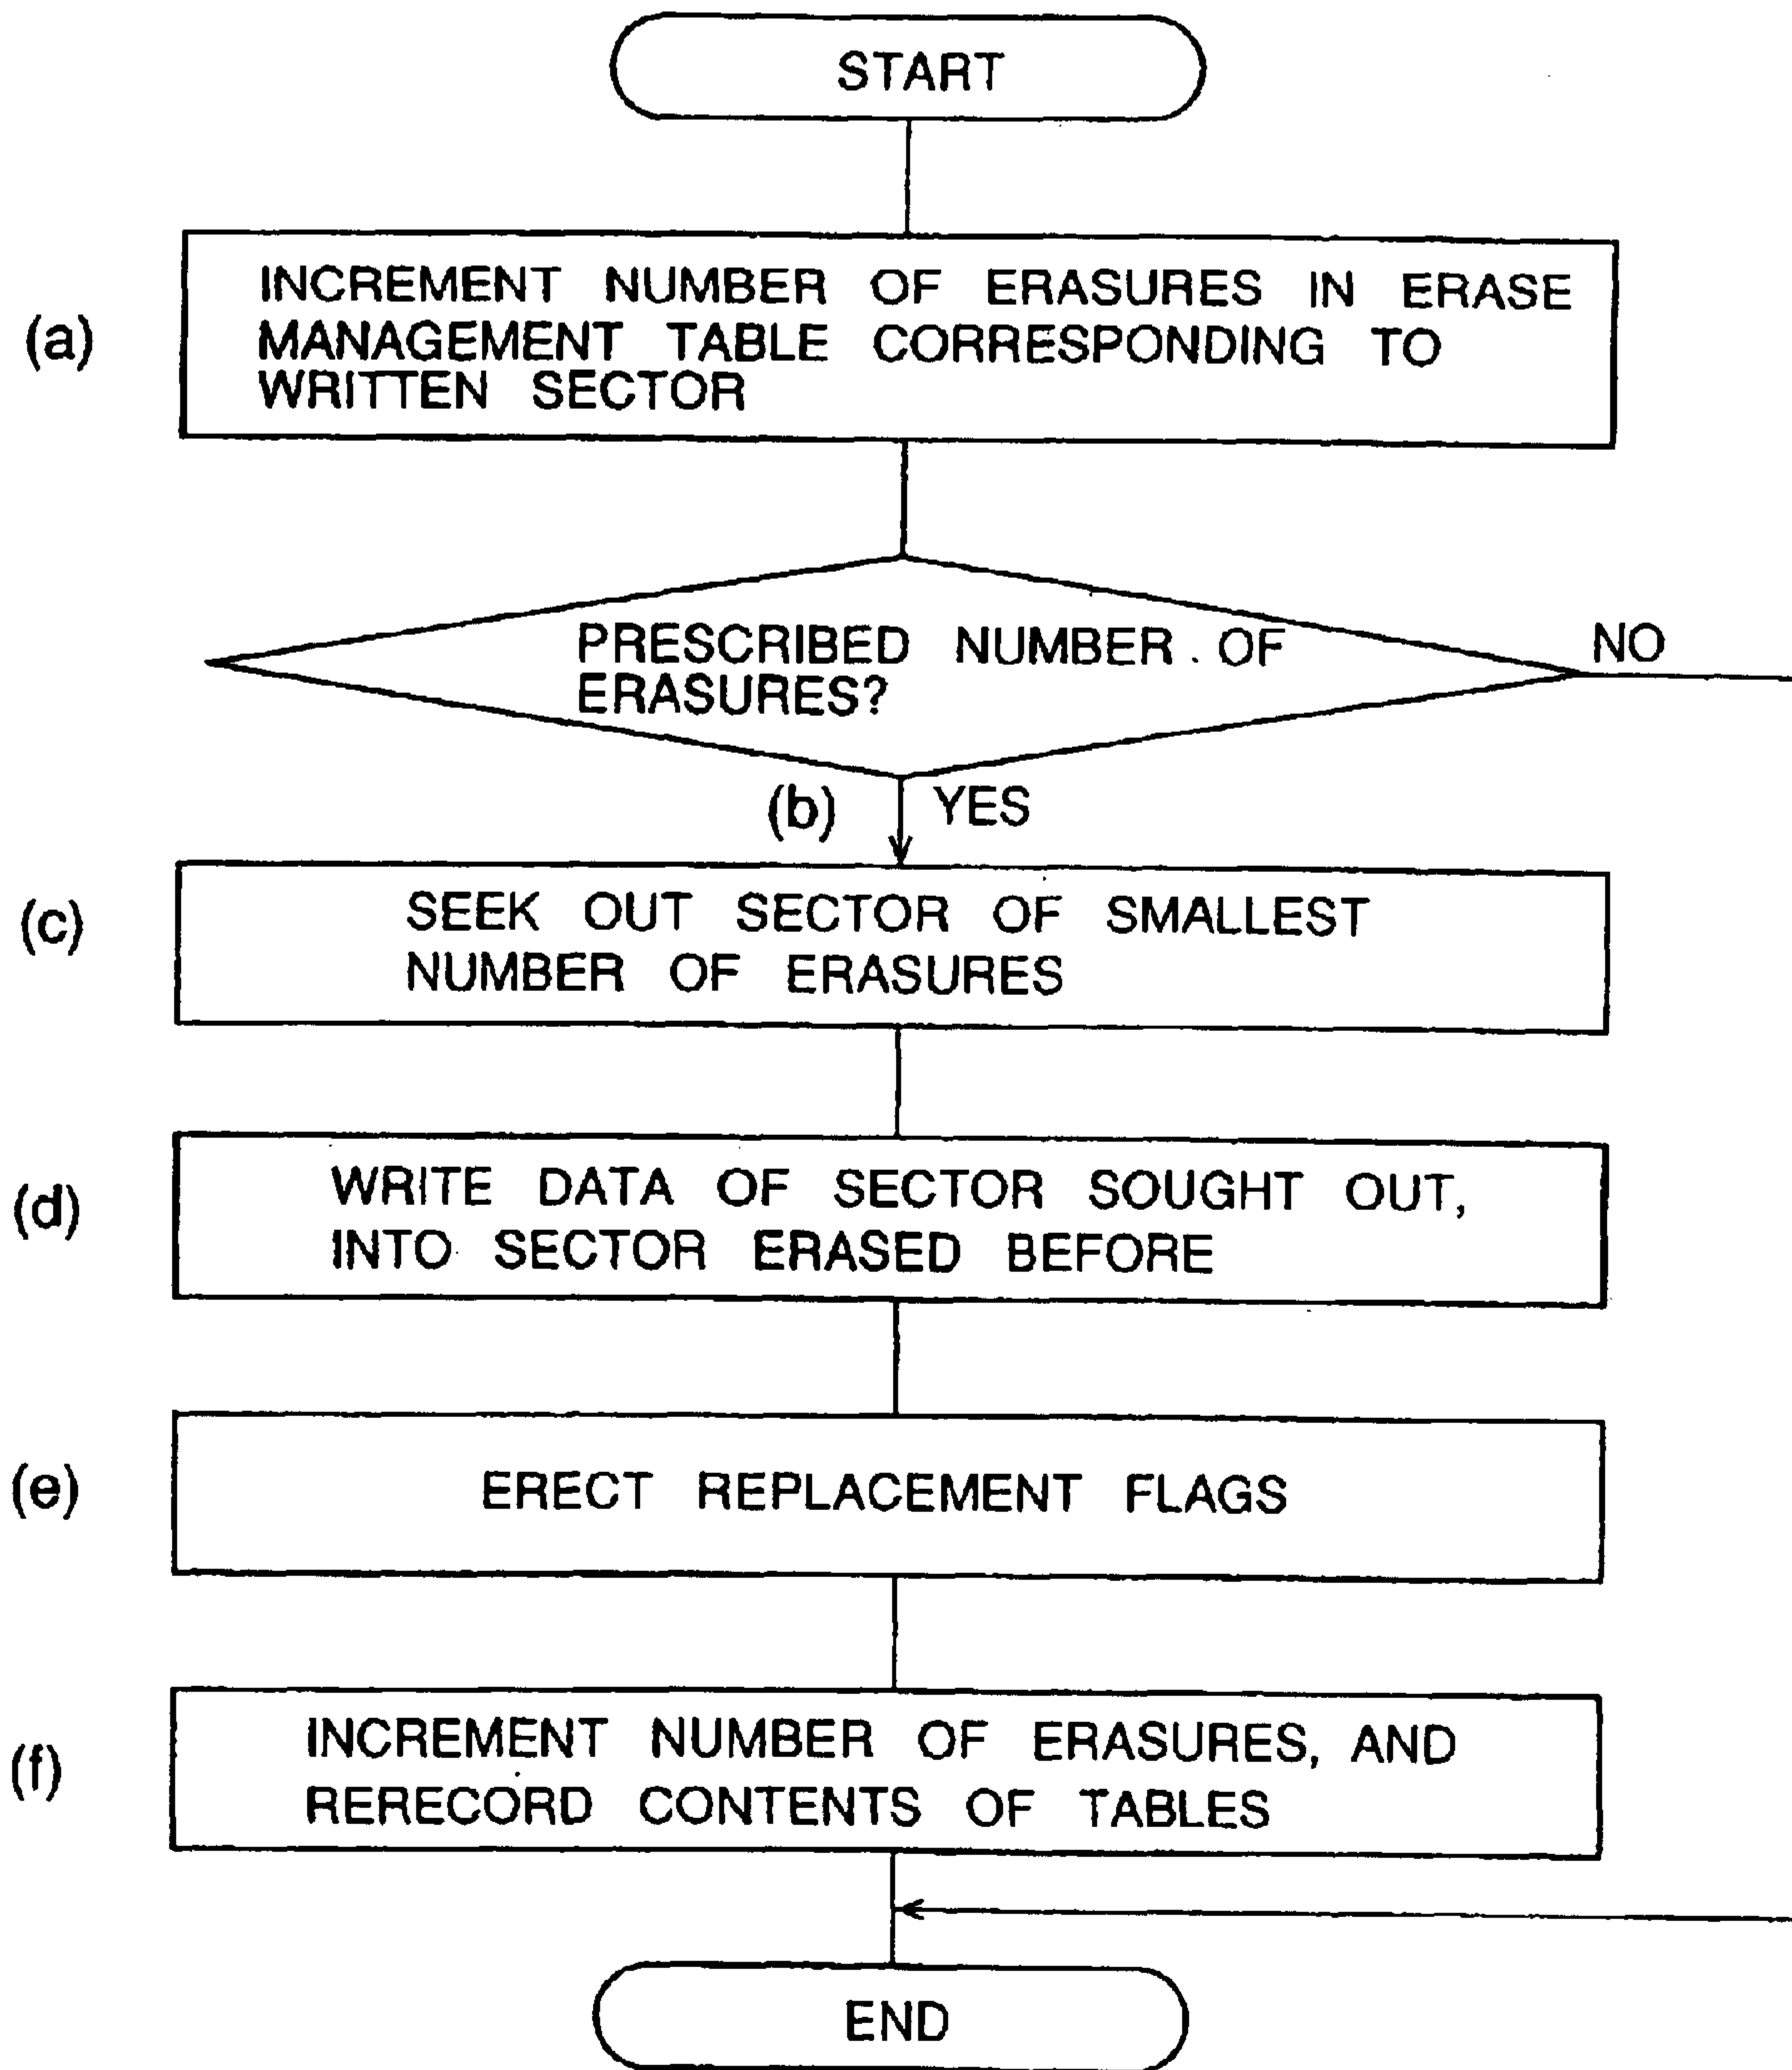 START
(a)
INCREMENT NUMBER OF ERASURES IN ERASE
MANAGEMENT TABLE CORRESPONDING TO
WRITTEN SECTOR
PRESCRIBED NUMBER OF
ERASURES?
NO
(b)
YES
(c)
SEEK OUT SECTOR OF SMALLEST
NUMBER OF ERASURES
(d)
WRITE DATA OF SECTOR SOUGHT OUT,
INTO SECTOR ERASED BEFORE
(e)
ERECT REPLACEMENT FLAGS
(f)
INCREMENT NUMBER OF ERASURES, AND
RERECORD CONTENTS OF TABLES
END